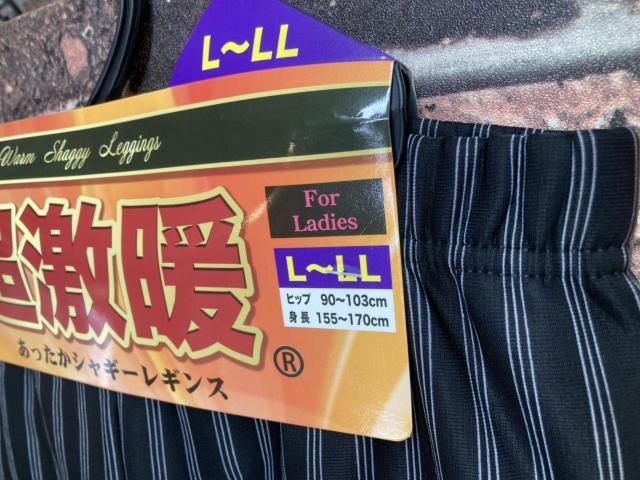 L〜LL
Warm Shaggy Leggings
超激暖
®
For
Ladies
L〜LL
ヒップ 90〜103cm
身長 155〜170cm
あったかシャギーレギンス